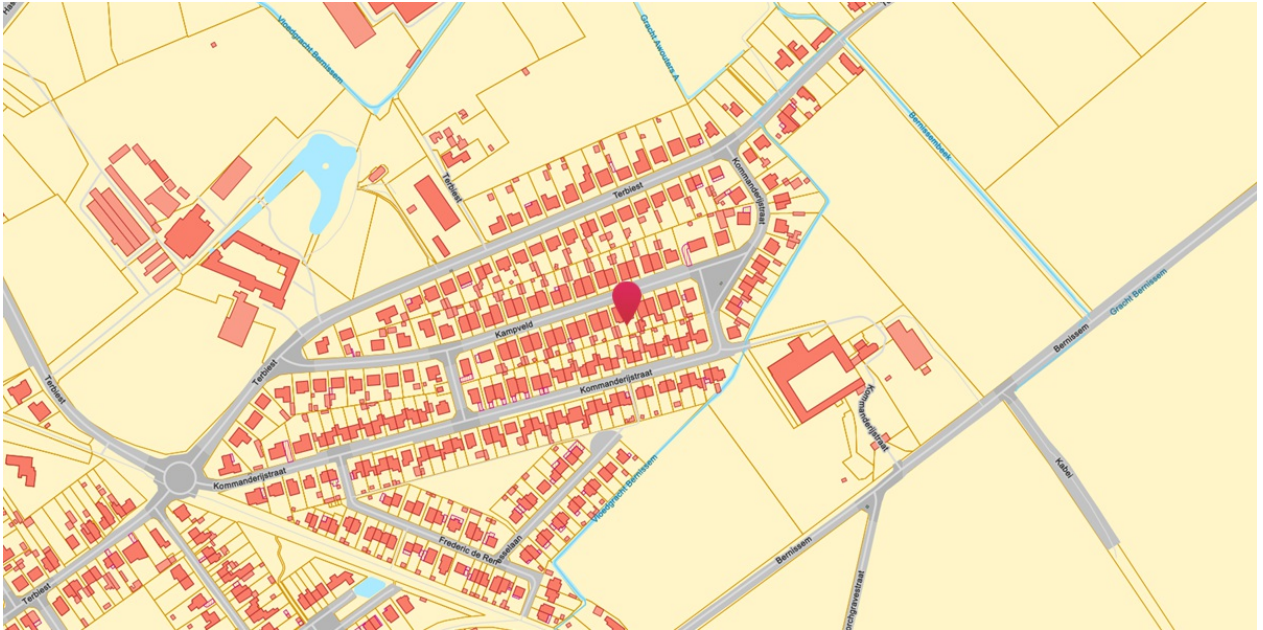 Vloedgracht Bernissem
Gracht Awouters A
Bernissembeek
Terbiest
Terbiest
Kommanderijstraat
Gracht Bernissem
Kampveld
Bernissem
Terbiest
Terbiest
Kommanderijstraat
Kommanderijstraat
Kommanderijstraat
Kabel
Vloedgracht Bernissem
Frederic de Renesselaan
Bernissem
Terbiest